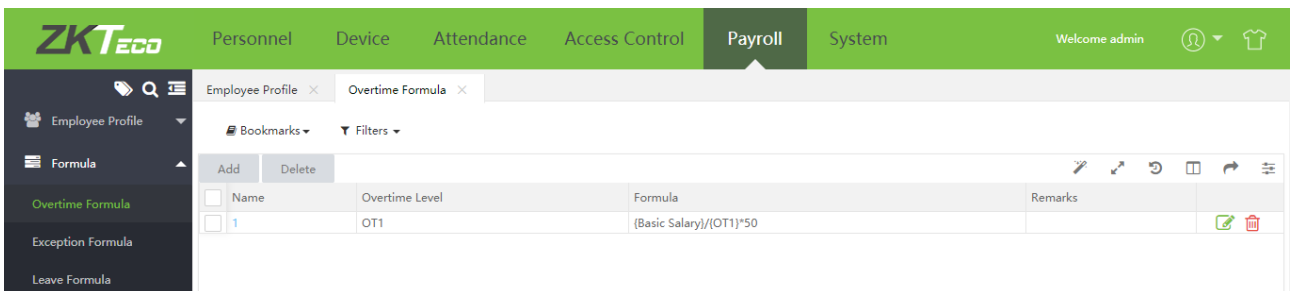 ZKTECO Personnel Device Attendance Access Control Payroll System Welcome admin
Employee Profile Overtime Formula
Employee Profile
Bookmarks Filters
Formula
Add Delete
Name Overtime Level Formula Remarks
Overtime Formula
1 OT1 {Basic Salary}/{OT1}*50
Exception Formula
Leave Formula